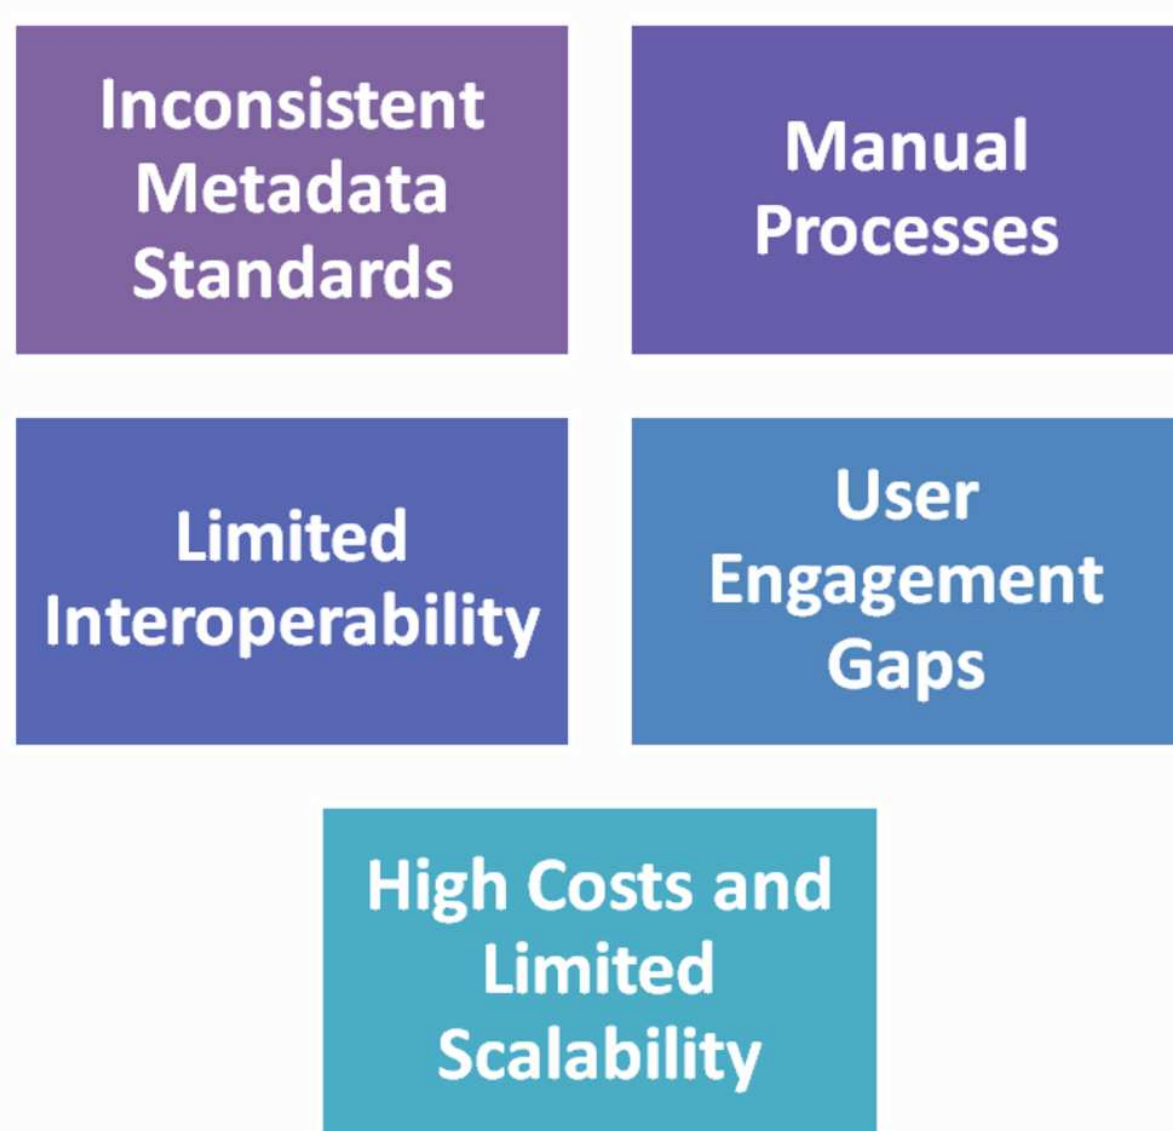 Inconsistent
Metadata
Standards
Manual
Processes
Limited
Interoperability
User
Engagement
Gaps
High Costs and
Limited
Scalability